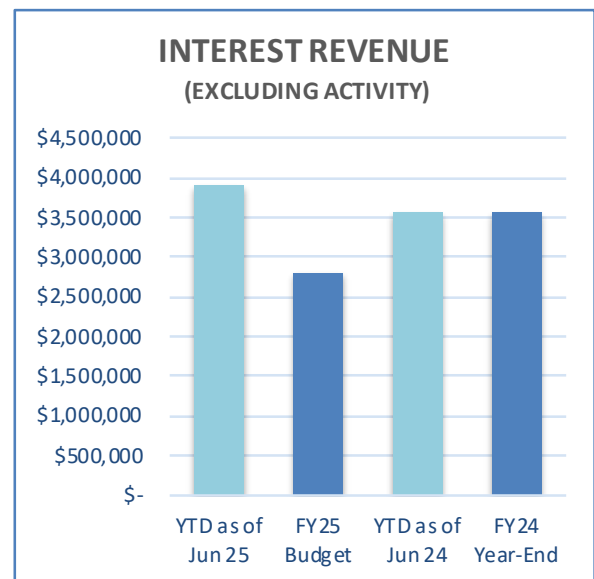 INTEREST REVENUE
(EXCLUDING ACTIVITY)
$4,500,000
$4,000,000
$3,500,000
$3,000,000
$2,500,000
$2,000,000
$1,500,000
$1,000,000
$500,000
$-
YTD as of
Jun 25
FY25
Budget
YTD as of
Jun 24
FY24
Year-End